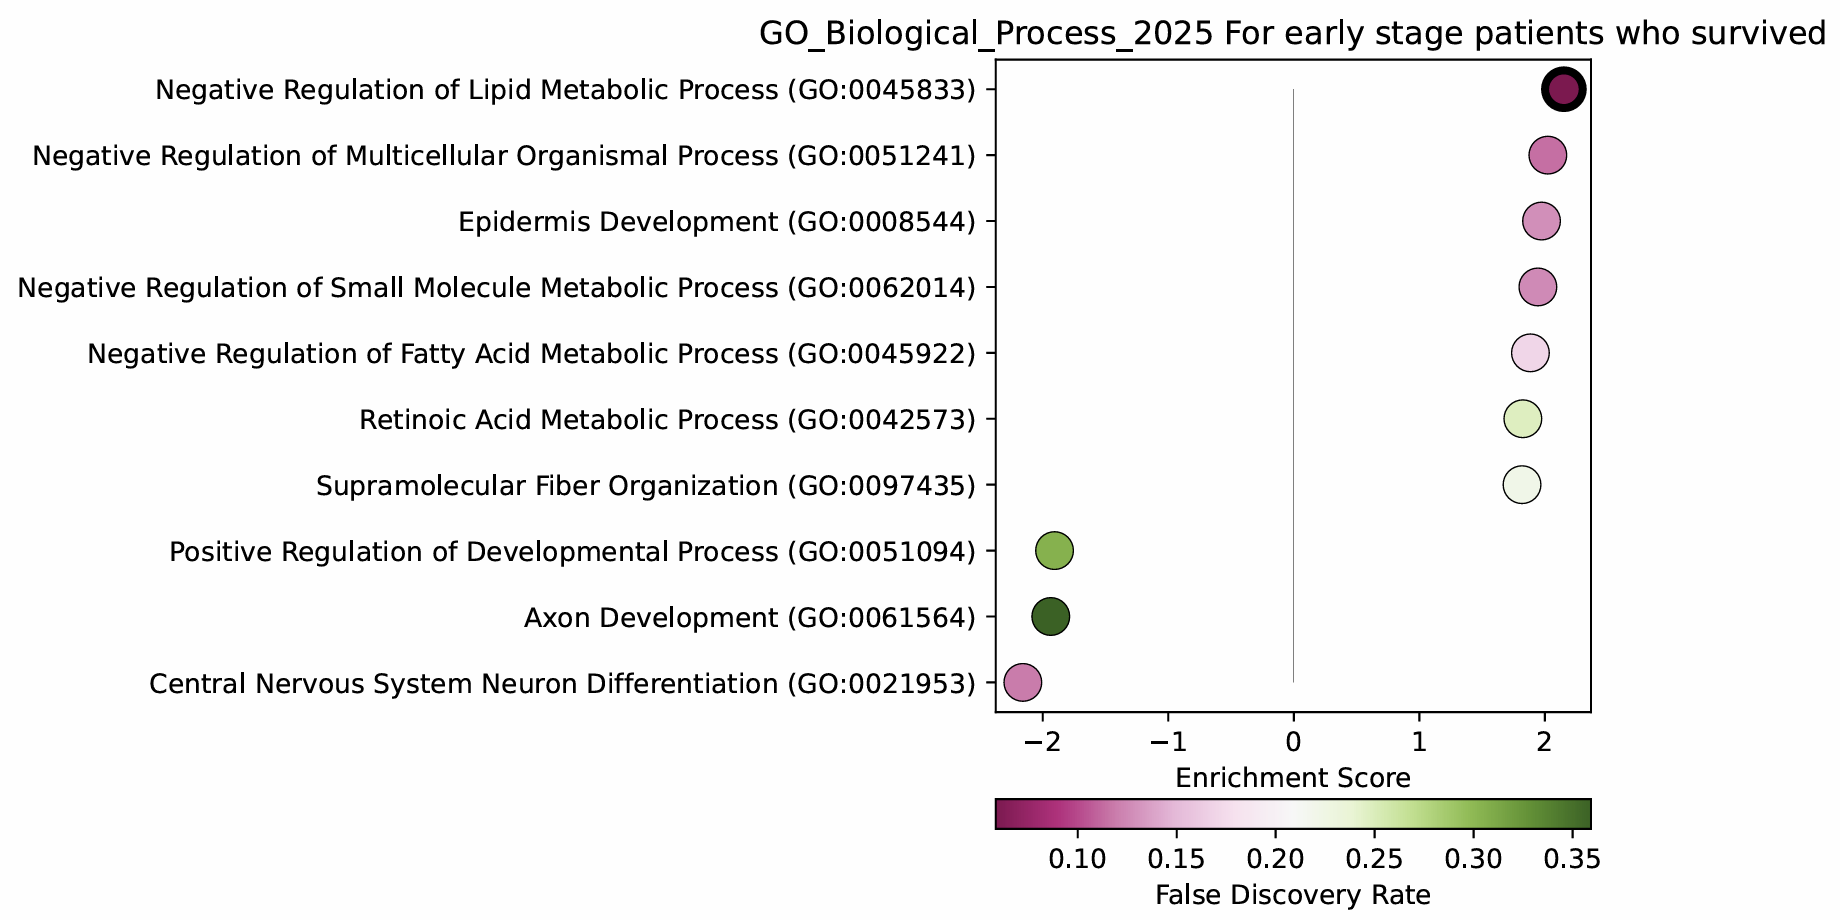 GO_Biological_Process_2025 For early stage patients who survived
Negative Regulation of Lipid Metabolic Process (GO:0045833)
Negative Regulation of Multicellular Organismal Process (GO:0051241)
Epidermis Development (GO:0008544)
Negative Regulation of Small Molecule Metabolic Process (GO:0062014)
Negative Regulation of Fatty Acid Metabolic Process (GO:0045922)
Retinoic Acid Metabolic Process (GO:0042573)
Supramolecular Fiber Organization (GO:0097435)
Positive Regulation of Developmental Process (GO:0051094)
Axon Development (GO:0061564)
Central Nervous System Neuron Differentiation (GO:0021953)
−2 −1 0 1 2
Enrichment Score
0.10 0.15 0.20 0.25 0.30 0.35
False Discovery Rate